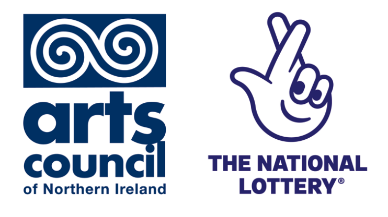 arts
council
of Northern Ireland
THE NATIONAL
LOTTERY®